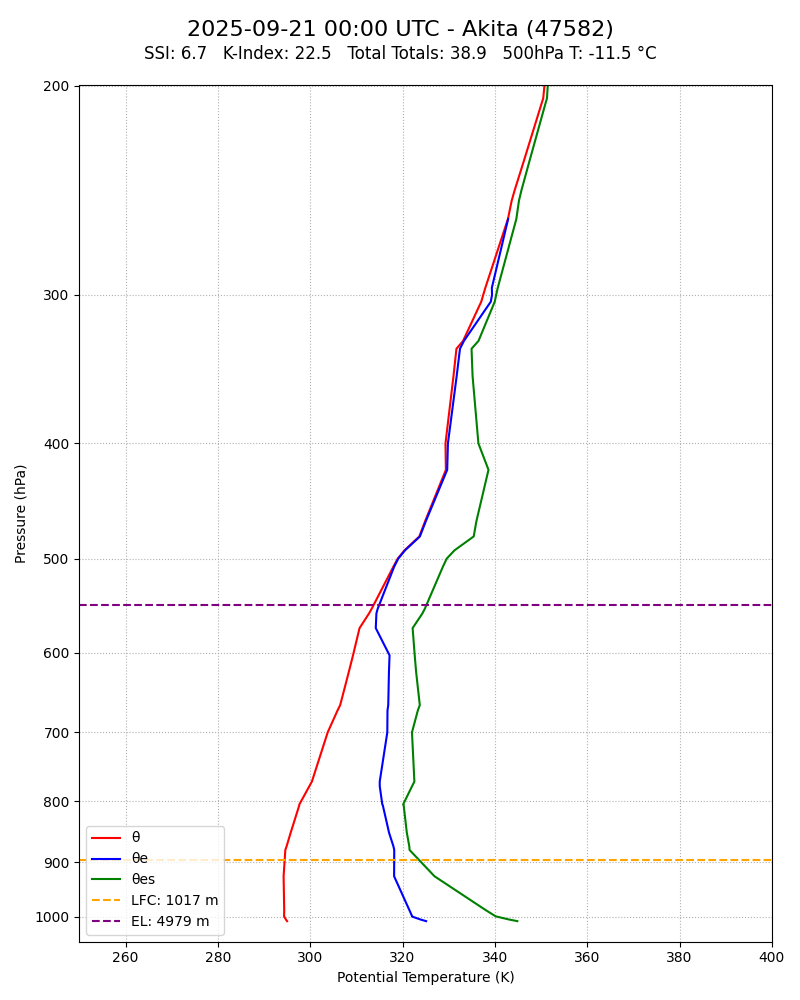 2025-09-21 00:00 UTC - Akita (47582)
SSI: 6.7   K-Index: 22.5   Total Totals: 38.9   500hPa T: -11.5 °C
200
300
400
500
600
700
800
900
1000
Pressure (hPa)
θ
θe
θes
LFC: 1017 m
EL: 4979 m
260 280 300 320 340 360 380 400
Potential Temperature (K)